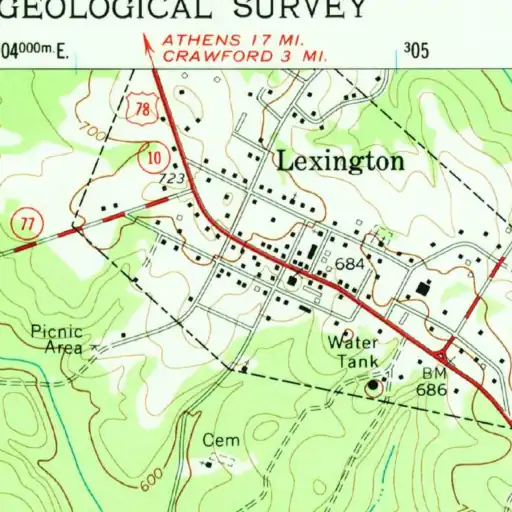 GEOLOGICAL SURVEY
04000m. E.
ATHENS 17 MI.
CRAWFORD 3 MI.
305
78
700
10
Lexington
723
77
684
Picnic
Area
Water
Tank
BM
686
Cem
600
700